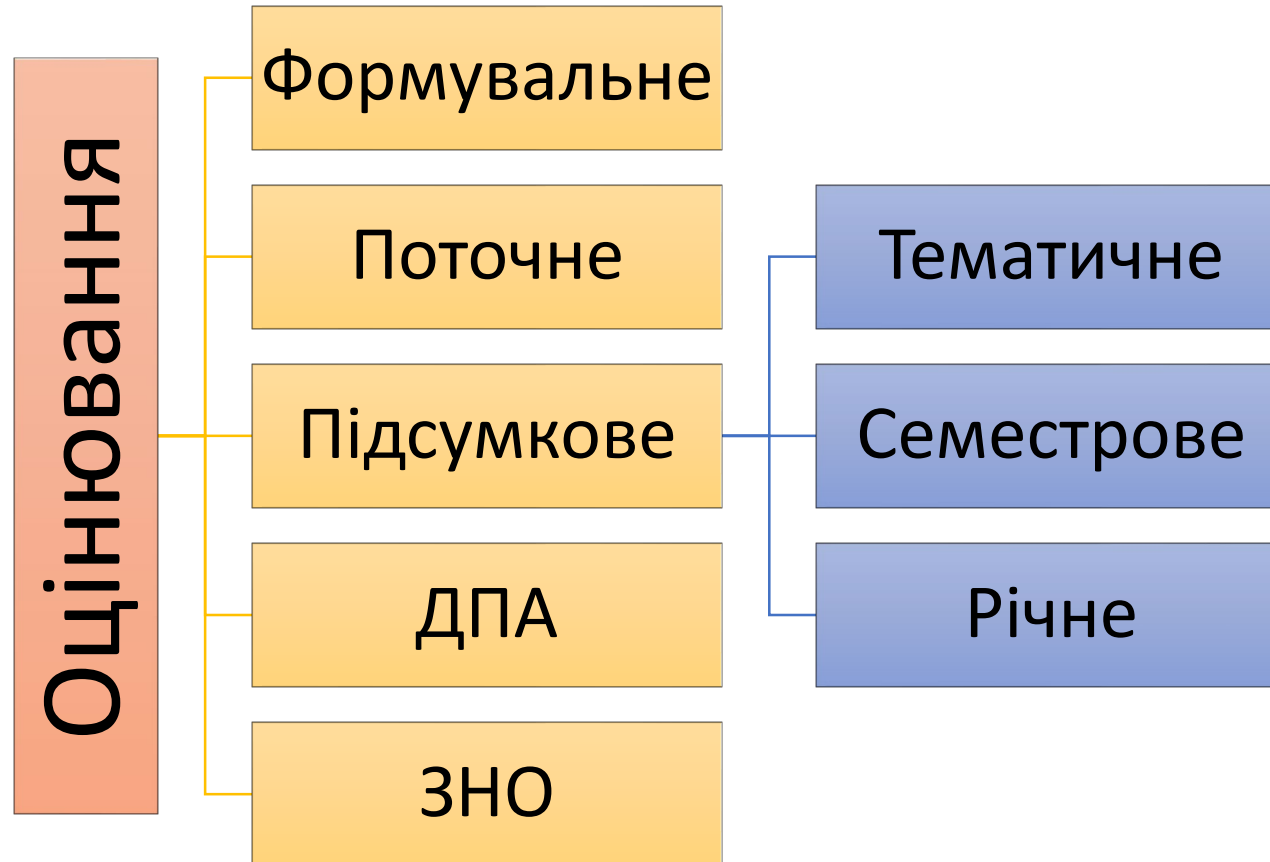 Оцінювання
Формувальне
Поточне
Підсумкове
ДПА
ЗНО
Тематичне
Семестрове
Річне